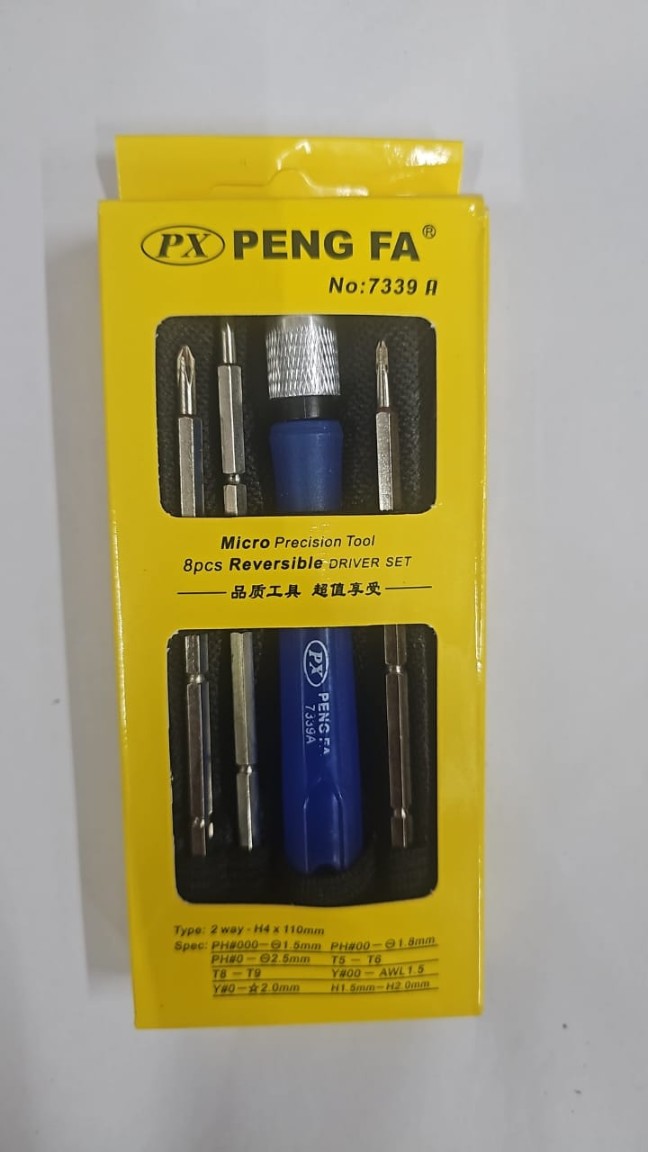 PX PENG FA®
No:7339 A
Micro Precision Tool
8pcs Reversible DRIVER SET
品质工具 超值享受
PX PENG FA
7339A
Type: 2 way - H4 x 110mm
Spec: PH#000 - ⊖1.5mm PH#00 - ⊖1.8mm
PH#0 - ⊖2.5mm T5 - T6
T8 - T9 Y#00 - AWL1.5
Y#0 - ☆2.0mm H1.5mm - H2.0mm